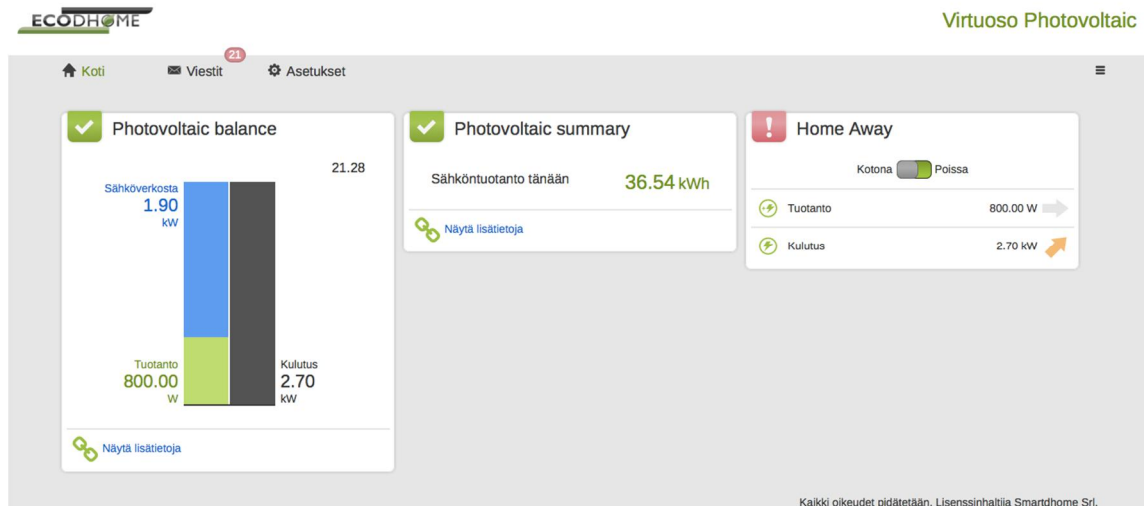 ECODHOME
Virtuoso Photovoltaic
Koti
Viestit
21
Asetukset
Photovoltaic balance
21.28
Sähköverkosta
1.90
kW
Tuotanto
800.00
W
Kulutus
2.70
kW
Näytä lisätietoja
Photovoltaic summary
Sähköntuotanto tänään 36.54 kWh
Näytä lisätietoja
Home Away
Kotona Poissa
Tuotanto 800.00 W
Kulutus 2.70 kW
Kaikki oikeudet pidätetään. Lisenssinhaltija Smartdhome Srl.